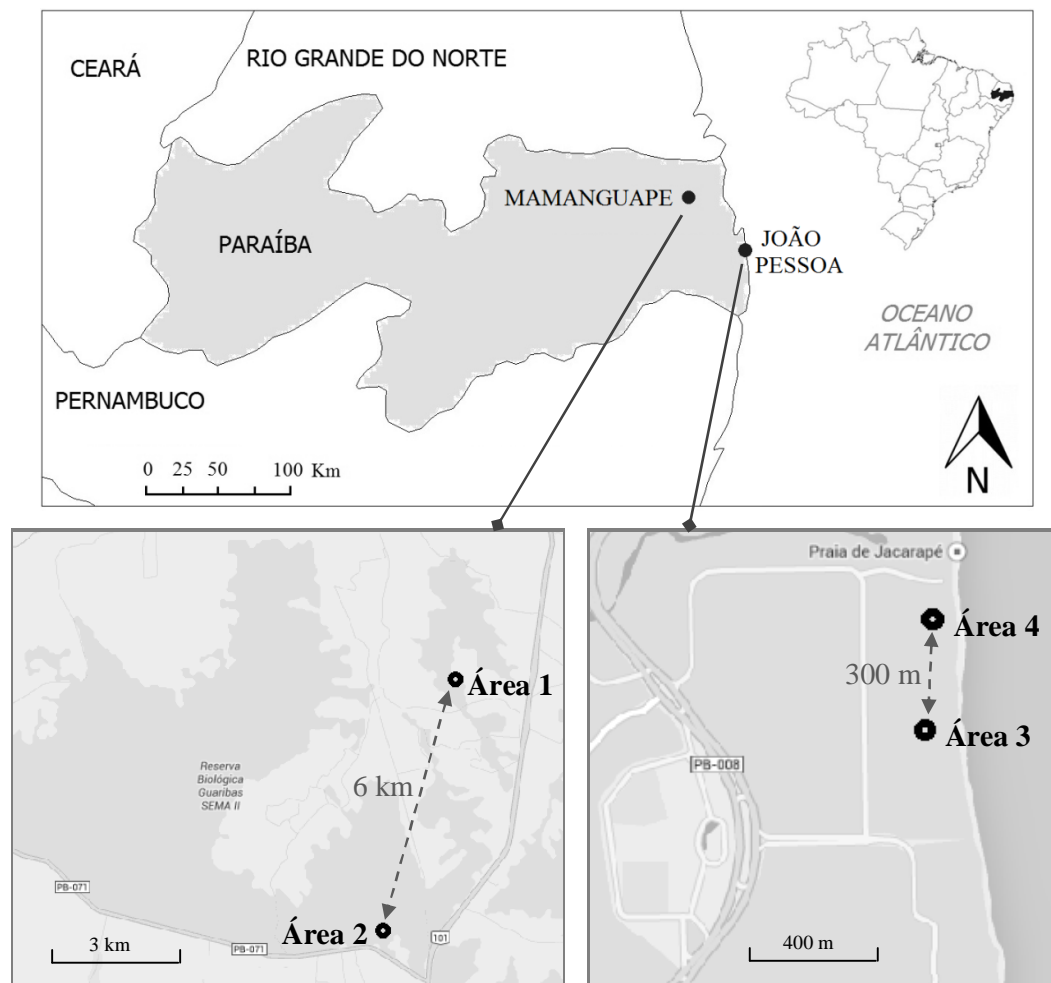 CEARÁ
RIO GRANDE DO NORTE
MAMANGUAPE
PARAÍBA
JOÃO
PESSOA
OCEANO
ATLÂNTICO
PERNAMBUCO
0 25 50 100 Km
N
Área 1
Reserva
Biológica
Guaribas
SEMA II
6 km
PB-071
Área 2
PB-071
101
3 km
Praia de Jacarapé
Área 4
300 m
Área 3
PB-008
400 m